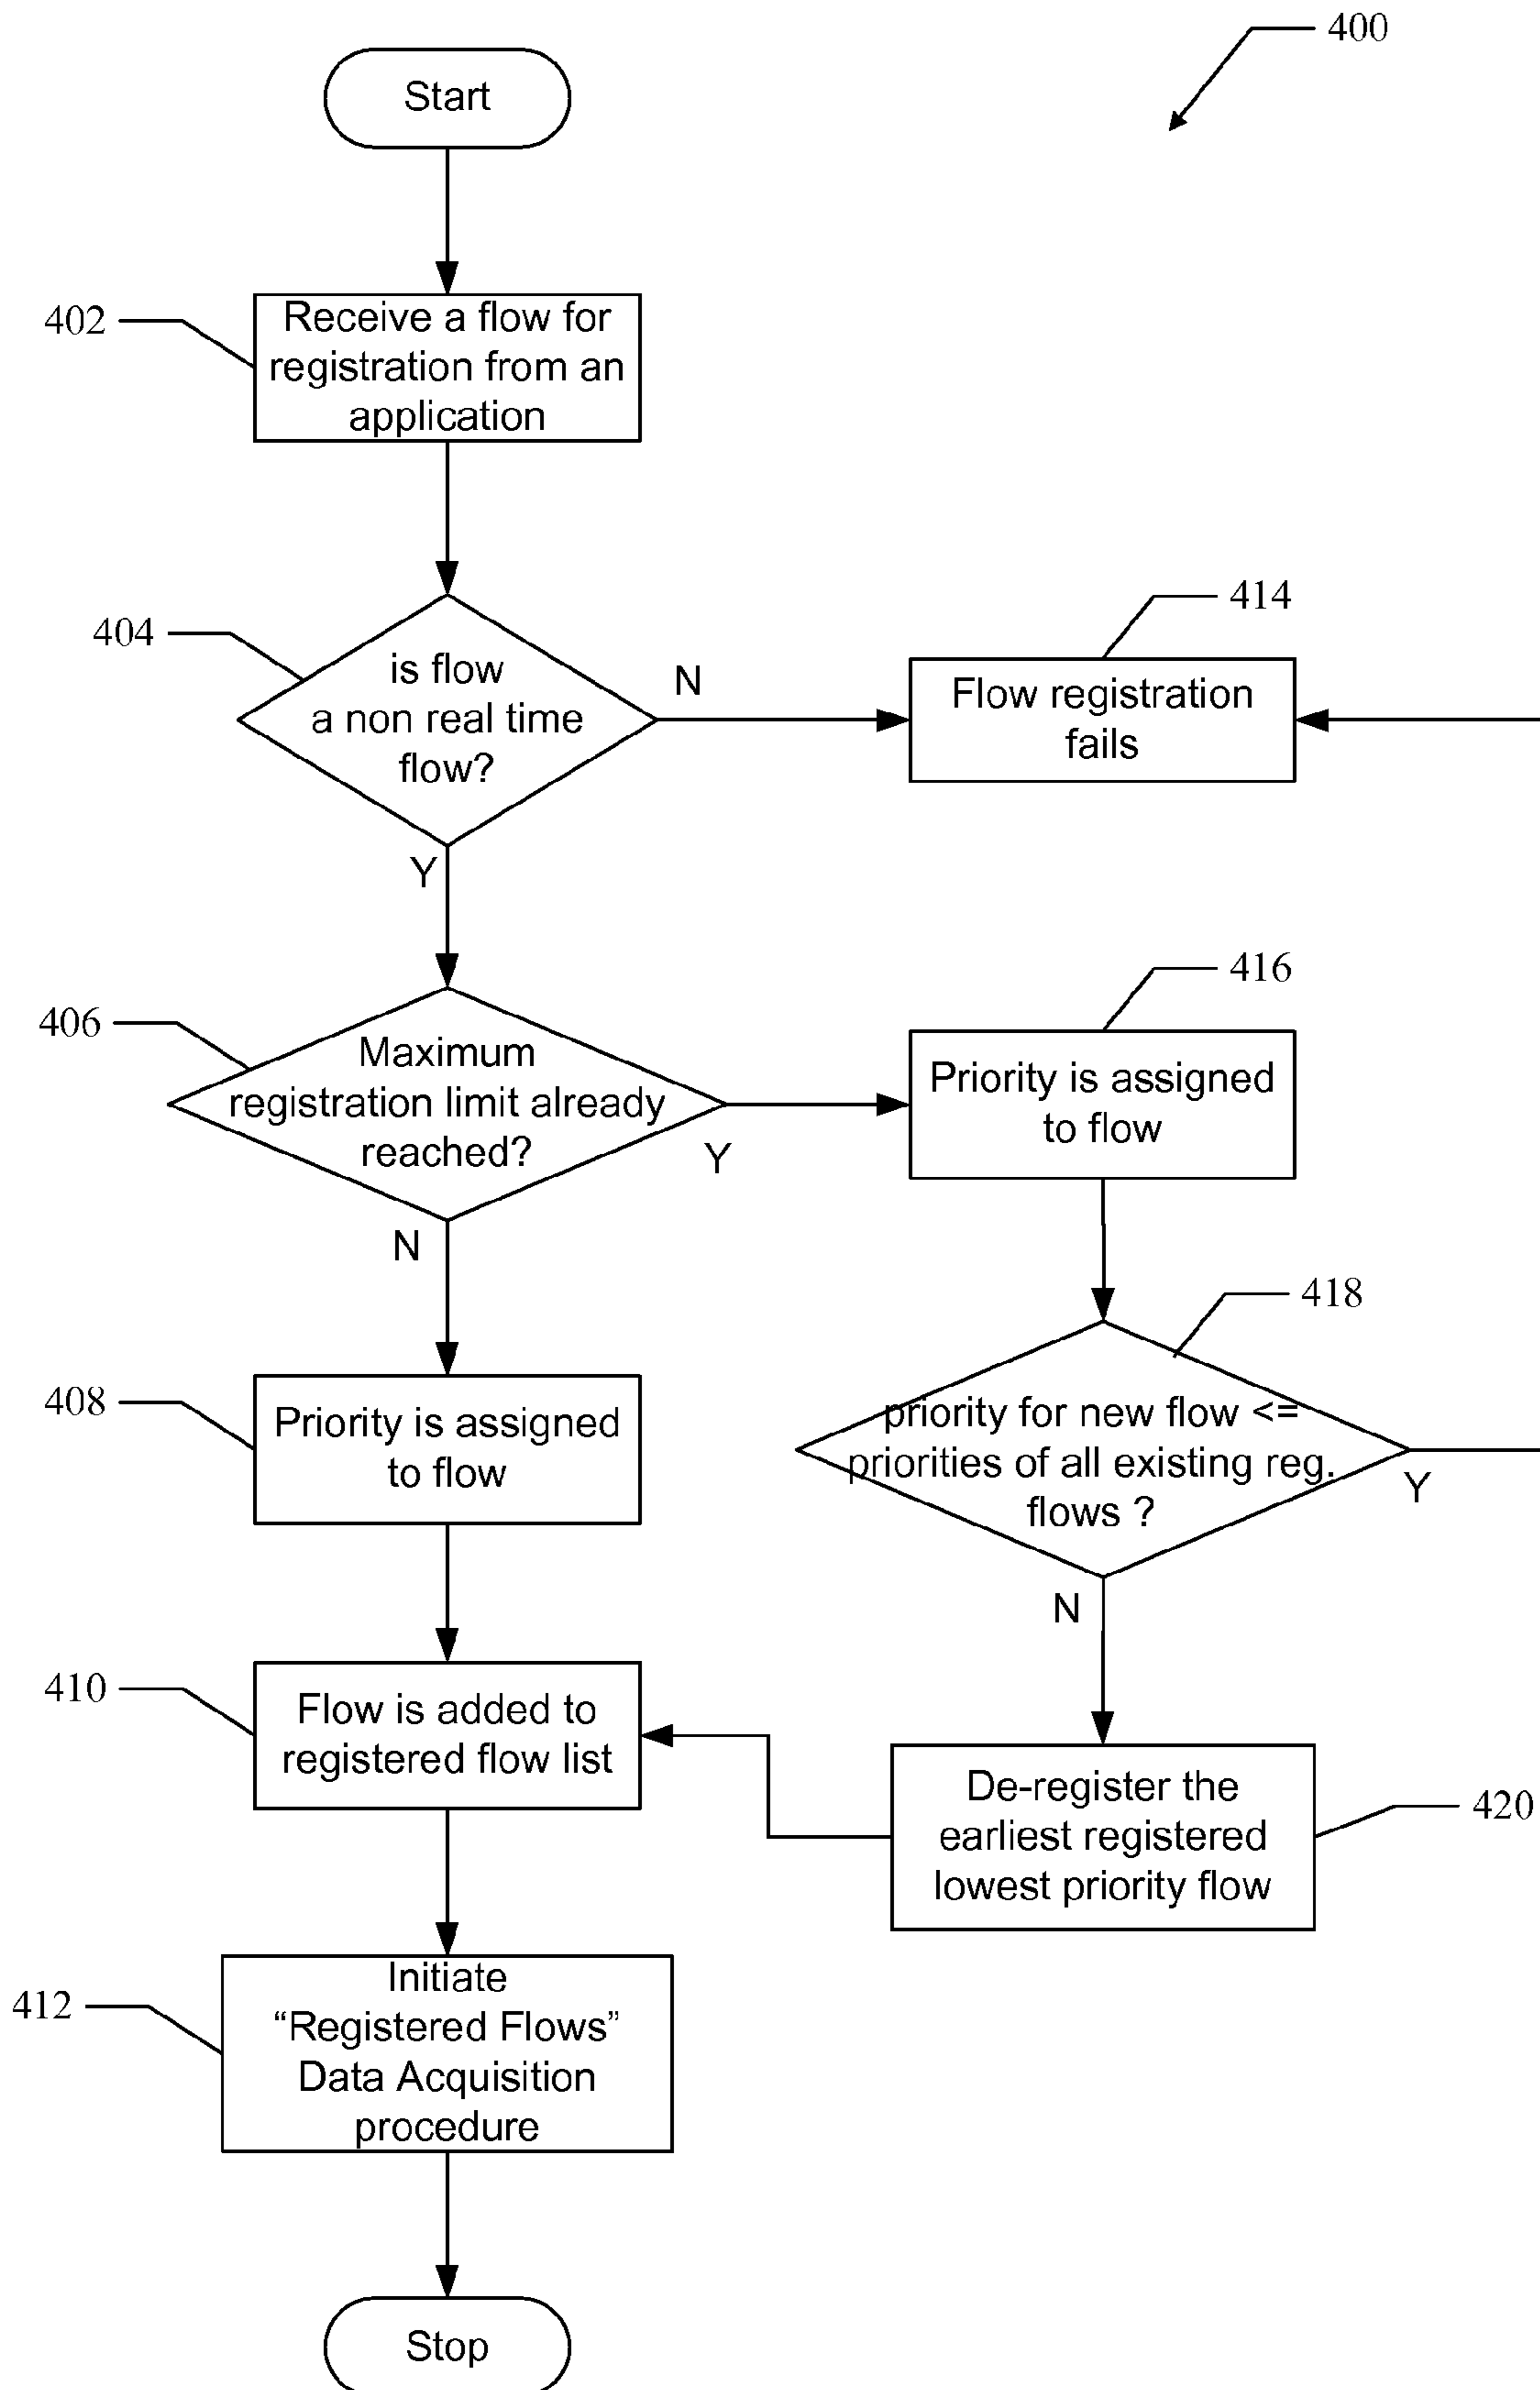 400
Start
402
Receive a flow for
registration from an
application
404
is flow
a non real time
flow?
N
Y
414
Flow registration
fails
406
Maximum
registration limit already
reached?
Y
N
416
Priority is assigned
to flow
418
priority for new flow <=
priorities of all existing reg.
flows ?
Y
N
408
Priority is assigned
to flow
410
Flow is added to
registered flow list
De-register the
earliest registered
lowest priority flow
420
412
Initiate
“Registered Flows”
Data Acquisition
procedure
Stop